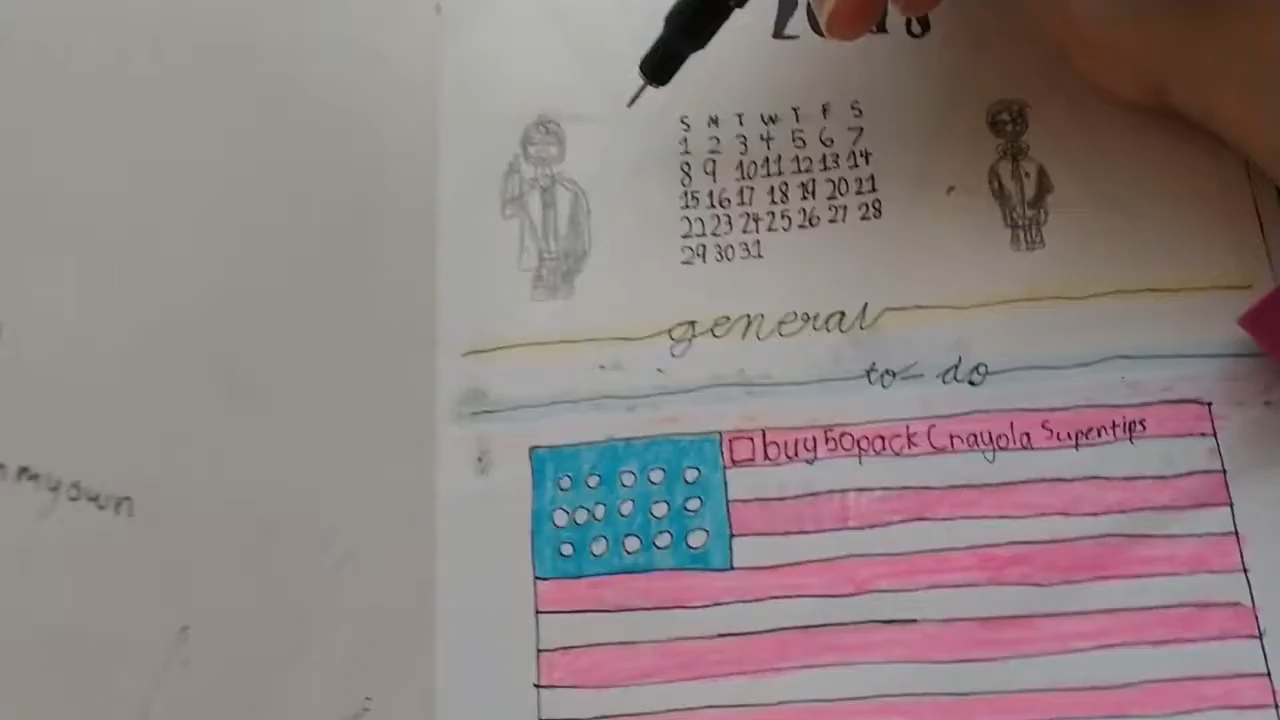 S M T W T F S
1 2 3 4 5 6 7
8 9 10 11 12 13 14
15 16 17 18 19 20 21
22 23 24 25 26 27 28
29 30 31
general
to-do
buy 50pack Crayola Supertips
my own